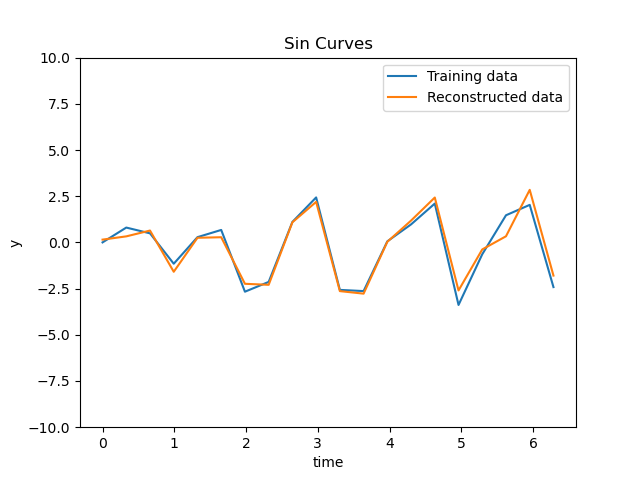 Sin Curves
10.0
7.5
5.0
2.5
0.0
−2.5
−5.0
−7.5
−10.0
y
Training data
Reconstructed data
0 1 2 3 4 5 6
time